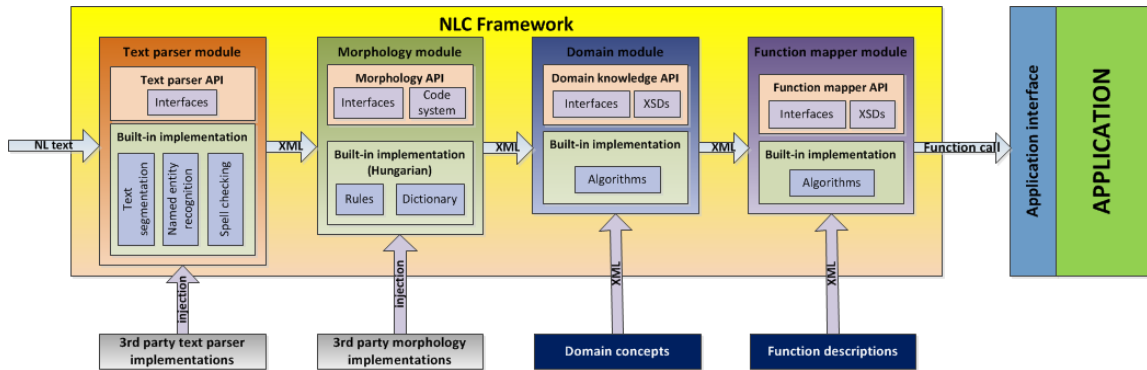 NLC Framework
Text parser module
Text parser API
Interfaces
Built-in implementation
Text
segmentation
Named entity
recognition
Spell checking
Morphology module
Morphology API
Interfaces
Code
system
Built-in implementation
(Hungarian)
Rules
Dictionary
Domain module
Domain knowledge API
Interfaces
XSDs
Built-in implementation
Algorithms
Function mapper module
Function mapper API
Interfaces
XSDs
Built-in implementation
Algorithms
NL text
XML
XML
XML
Function call
Application interface
APPLICATION
injection
injection
XML
XML
3rd party text parser
implementations
3rd party morphology
implementations
Domain concepts
Function descriptions